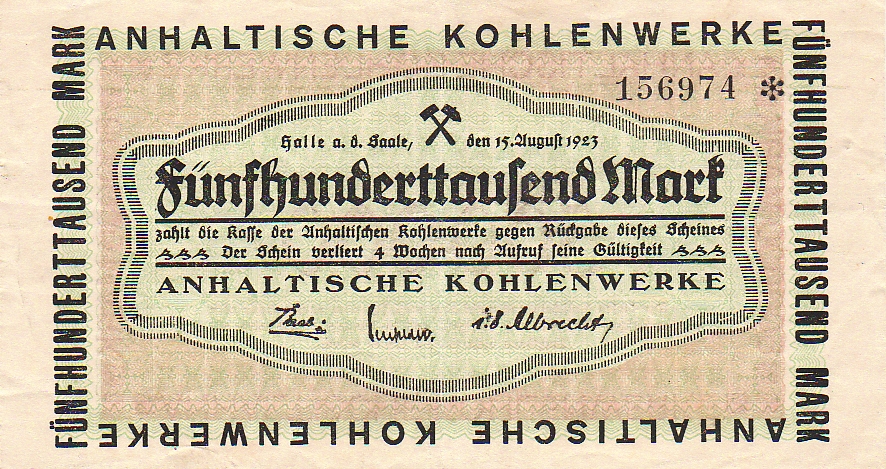 ANHALTISCHE KOHLENWERKE
FÜNFHUNDERTTAUSEND MARK
FÜNFHUNDERTTAUSEND MARK
156974 *
Halle a. d. Saale, den 15. August 1923
Fünfhunderttausend Mark
zahlt die Kasse der Anhaltischen Kohlenwerke gegen Rückgabe dieses Scheines
Der Schein verliert 4 Wochen nach Aufruf seine Gültigkeit
ANHALTISCHE KOHLENWERKE
Albrecht
ANHALTISCHE KOHLENWERKE